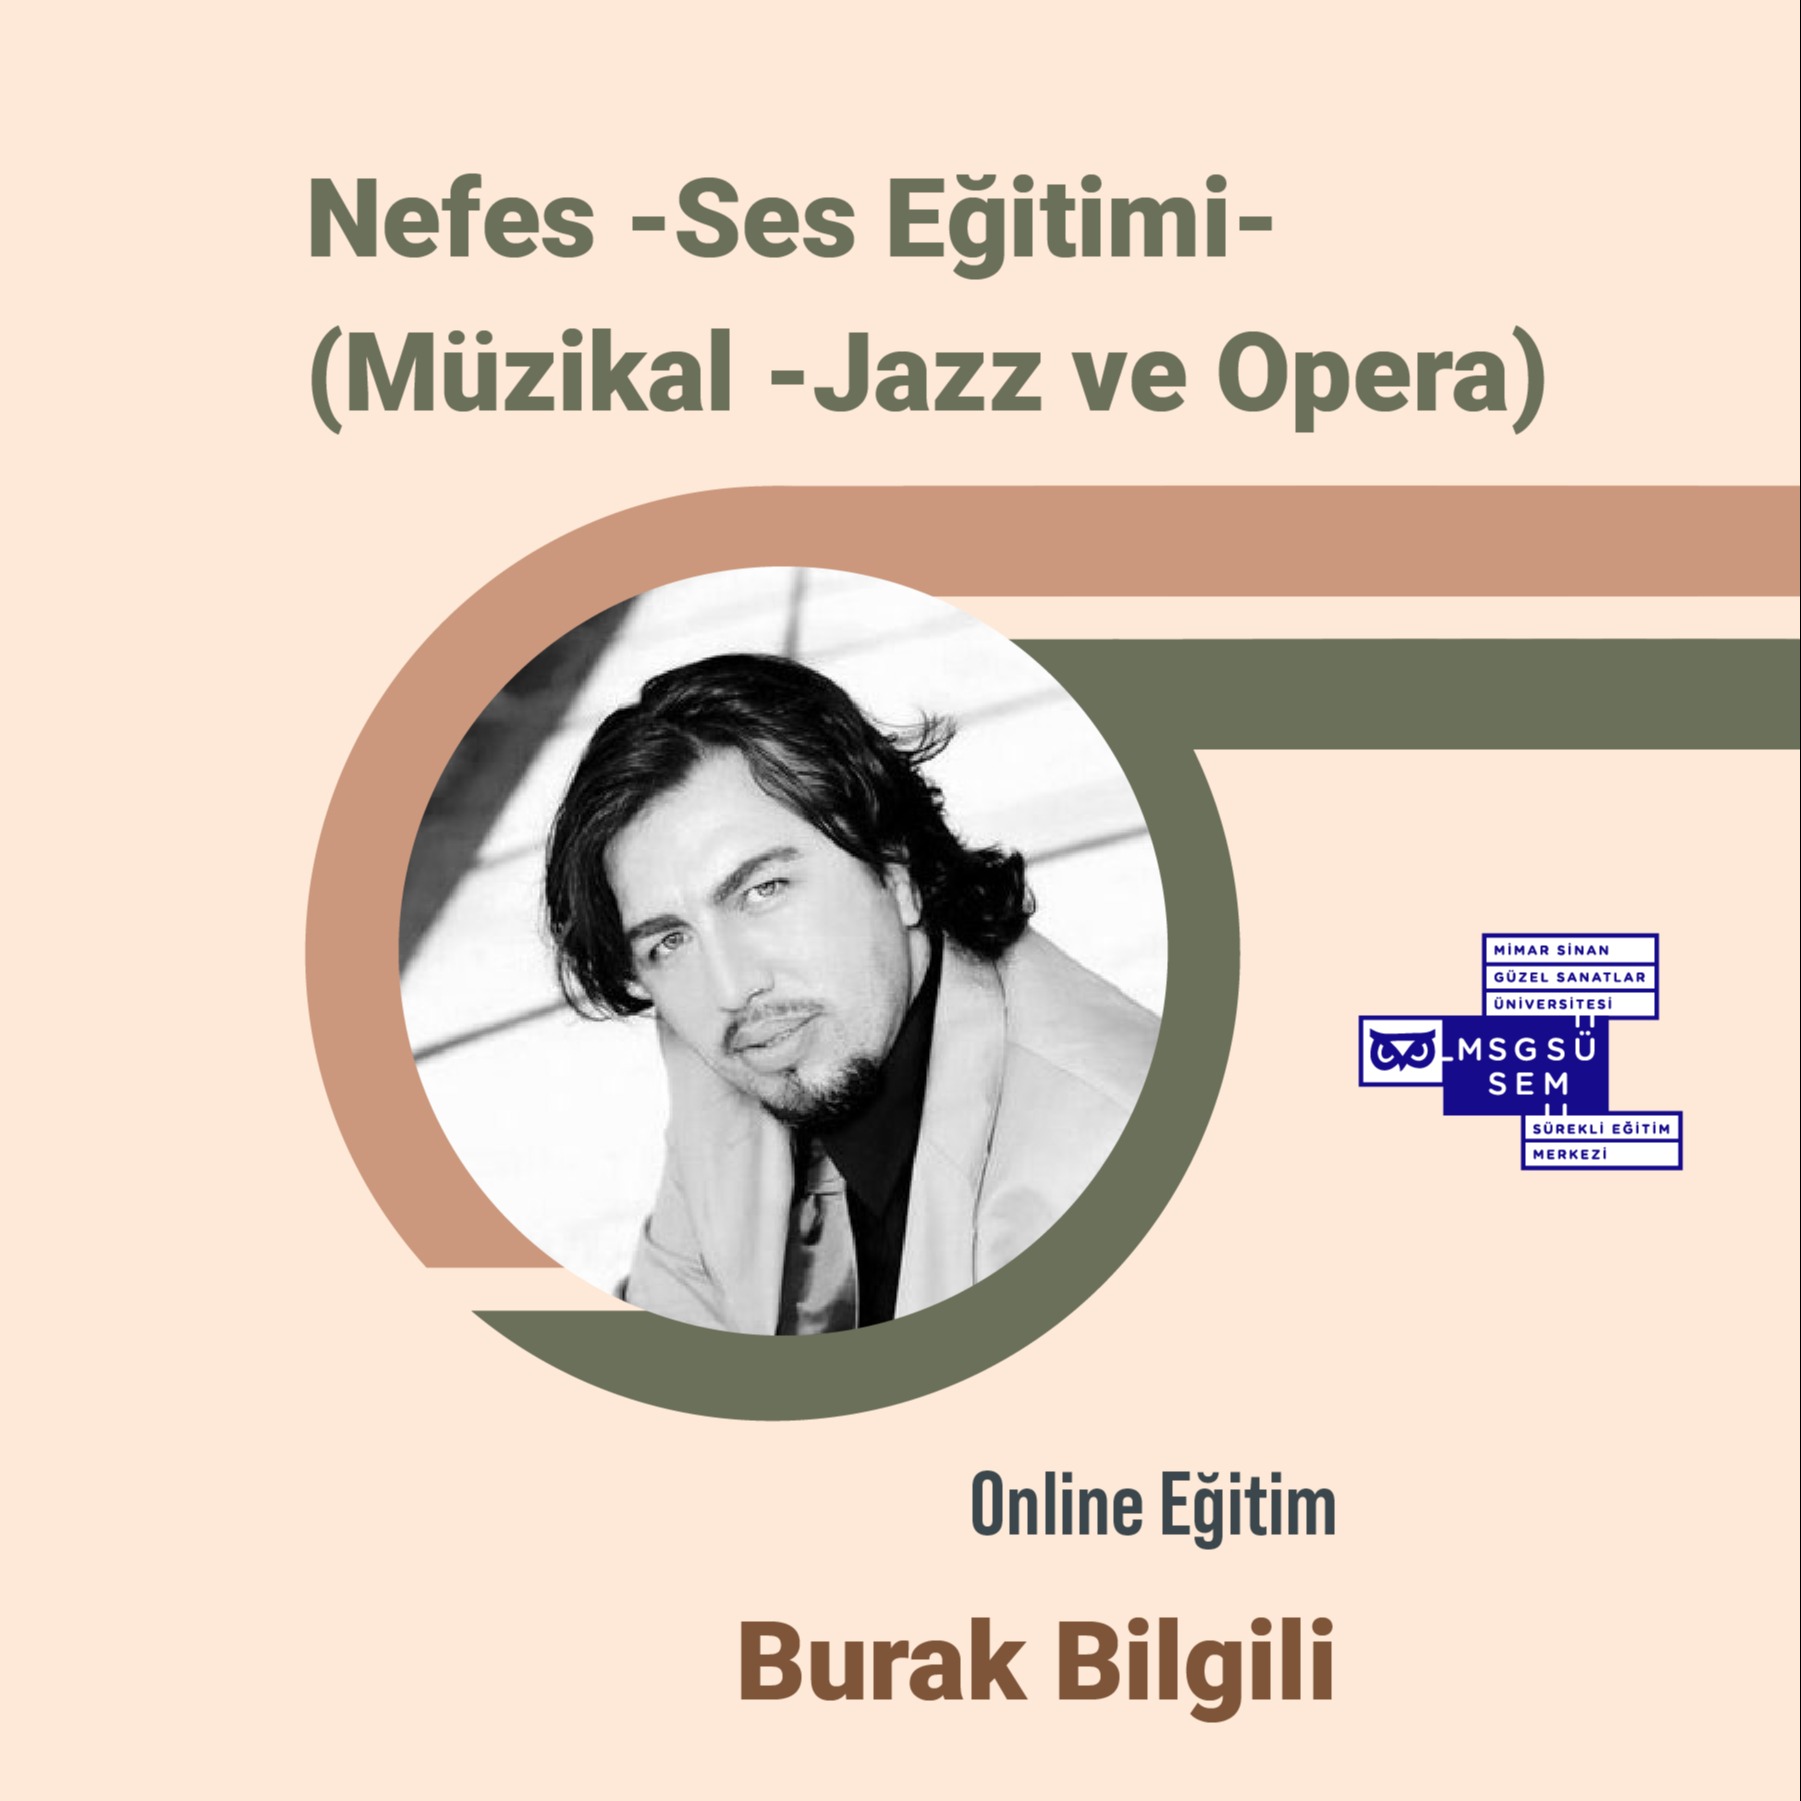 Nefes -Ses Eğitimi-
(Müzikal -Jazz ve Opera)
MİMAR SİNAN
GÜZEL SANATLAR
ÜNİVERSİTESİ
MSGSÜ
SEM
SÜREKLİ EĞİTİM
MERKEZİ
Online Eğitim
Burak Bilgili